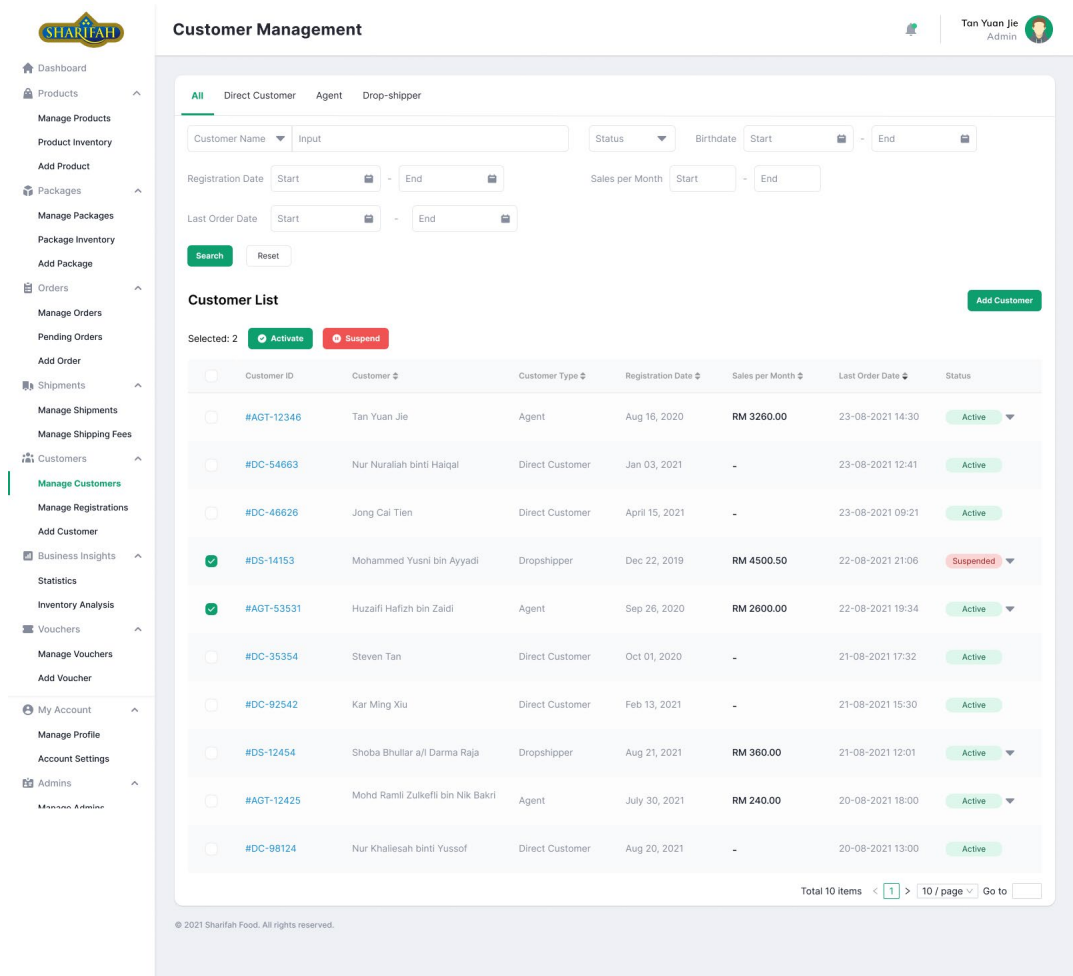 SHARIFAH
Customer Management
Tan Yuan Jie
Admin
Dashboard
Products
Manage Products
Product Inventory
Add Product
Packages
Manage Packages
Package Inventory
Add Package
Orders
Manage Orders
Pending Orders
Add Order
Shipments
Manage Shipments
Manage Shipping Fees
Customers
Manage Customers
Manage Registrations
Add Customer
Business Insights
Statistics
Inventory Analysis
Vouchers
Manage Vouchers
Add Voucher
My Account
Manage Profile
Account Settings
Admins
Manage Admins
All Direct Customer Agent Drop-shipper
Customer Name Input Status Birthdate Start - End
Registration Date Start - End Sales per Month Start - End
Last Order Date Start - End
Search Reset
Customer List Add Customer
Selected: 2 Activate Suspend
Customer ID Customer Customer Type Registration Date Sales per Month Last Order Date Status
#AGT-12346 Tan Yuan Jie Agent Aug 16, 2020 RM 3260.00 23-08-2021 14:30 Active
#DC-54663 Nur Nuraliah binti Haiqal Direct Customer Jan 03, 2021 - 23-08-2021 12:41 Active
#DC-46626 Jong Cai Tien Direct Customer April 15, 2021 - 23-08-2021 09:21 Active
#DS-14153 Mohammed Yusni bin Ayyadi Dropshipper Dec 22, 2019 RM 4500.50 22-08-2021 21:06 Suspended
#AGT-53531 Huzaifi Hafizh bin Zaidi Agent Sep 26, 2020 RM 2600.00 22-08-2021 19:34 Active
#DC-35354 Steven Tan Direct Customer Oct 01, 2020 - 21-08-2021 17:32 Active
#DC-92542 Kar Ming Xiu Direct Customer Feb 13, 2021 - 21-08-2021 15:30 Active
#DS-12454 Shoba Bhullar a/l Darma Raja Dropshipper Aug 21, 2021 RM 360.00 21-08-2021 12:01 Active
#AGT-12425 Mohd Ramli Zulkefli bin Nik Bakri Agent July 30, 2021 RM 240.00 20-08-2021 18:00 Active
#DC-98124 Nur Khaliesah binti Yussof Direct Customer Aug 20, 2021 - 20-08-2021 13:00 Active
Total 10 items < 1 > 10 / page Go to
© 2021 Sharifah Food. All rights reserved.